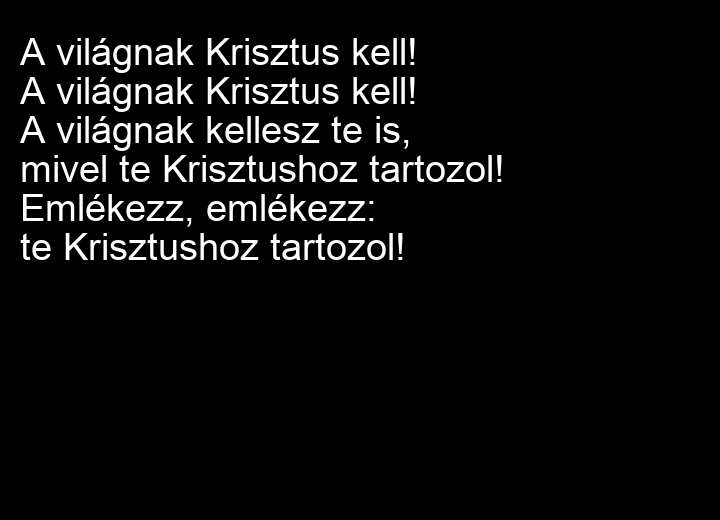 A világnak Krisztus kell!
A világnak Krisztus kell!
A világnak kellesz te is,
mivel te Krisztushoz tartozol!
Emlékezz, emlékezz:
te Krisztushoz tartozol!